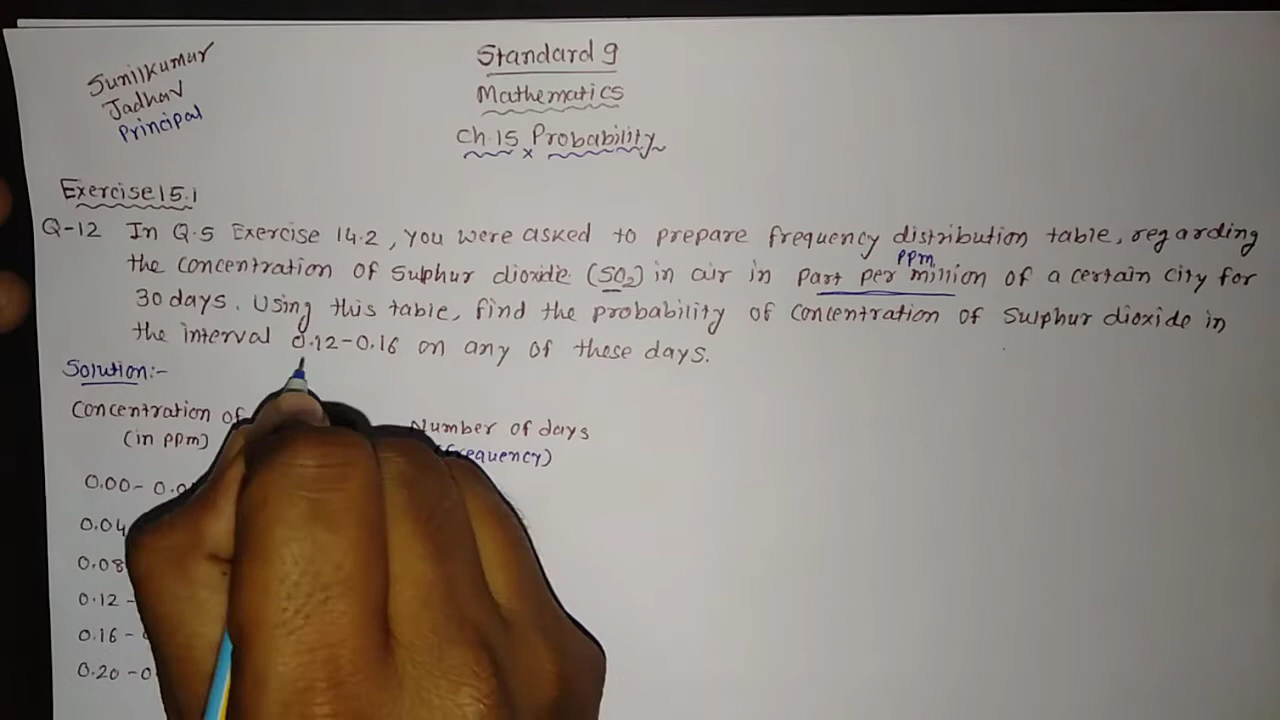 Sunilkumar
Jadhav
Principal
Standard 9
Mathematics
Ch.15 Probability
Exercise 15.1
Q-12 In Q.5 Exercise 14.2, you were asked to prepare frequency distribution table, regarding
PPM
the concentration of Sulphur dioxide (SO2) in air in part per million of a certain city for
30 days. Using this table, find the probability of concentration of Sulphur dioxide in
the interval 0.12-0.16 on any of these days.
Solution:-
Concentration of
Number of days
(in PPM)
(frequency)
0.00-
0.04
0.08
0.12 -
0.16 -
0.20 -